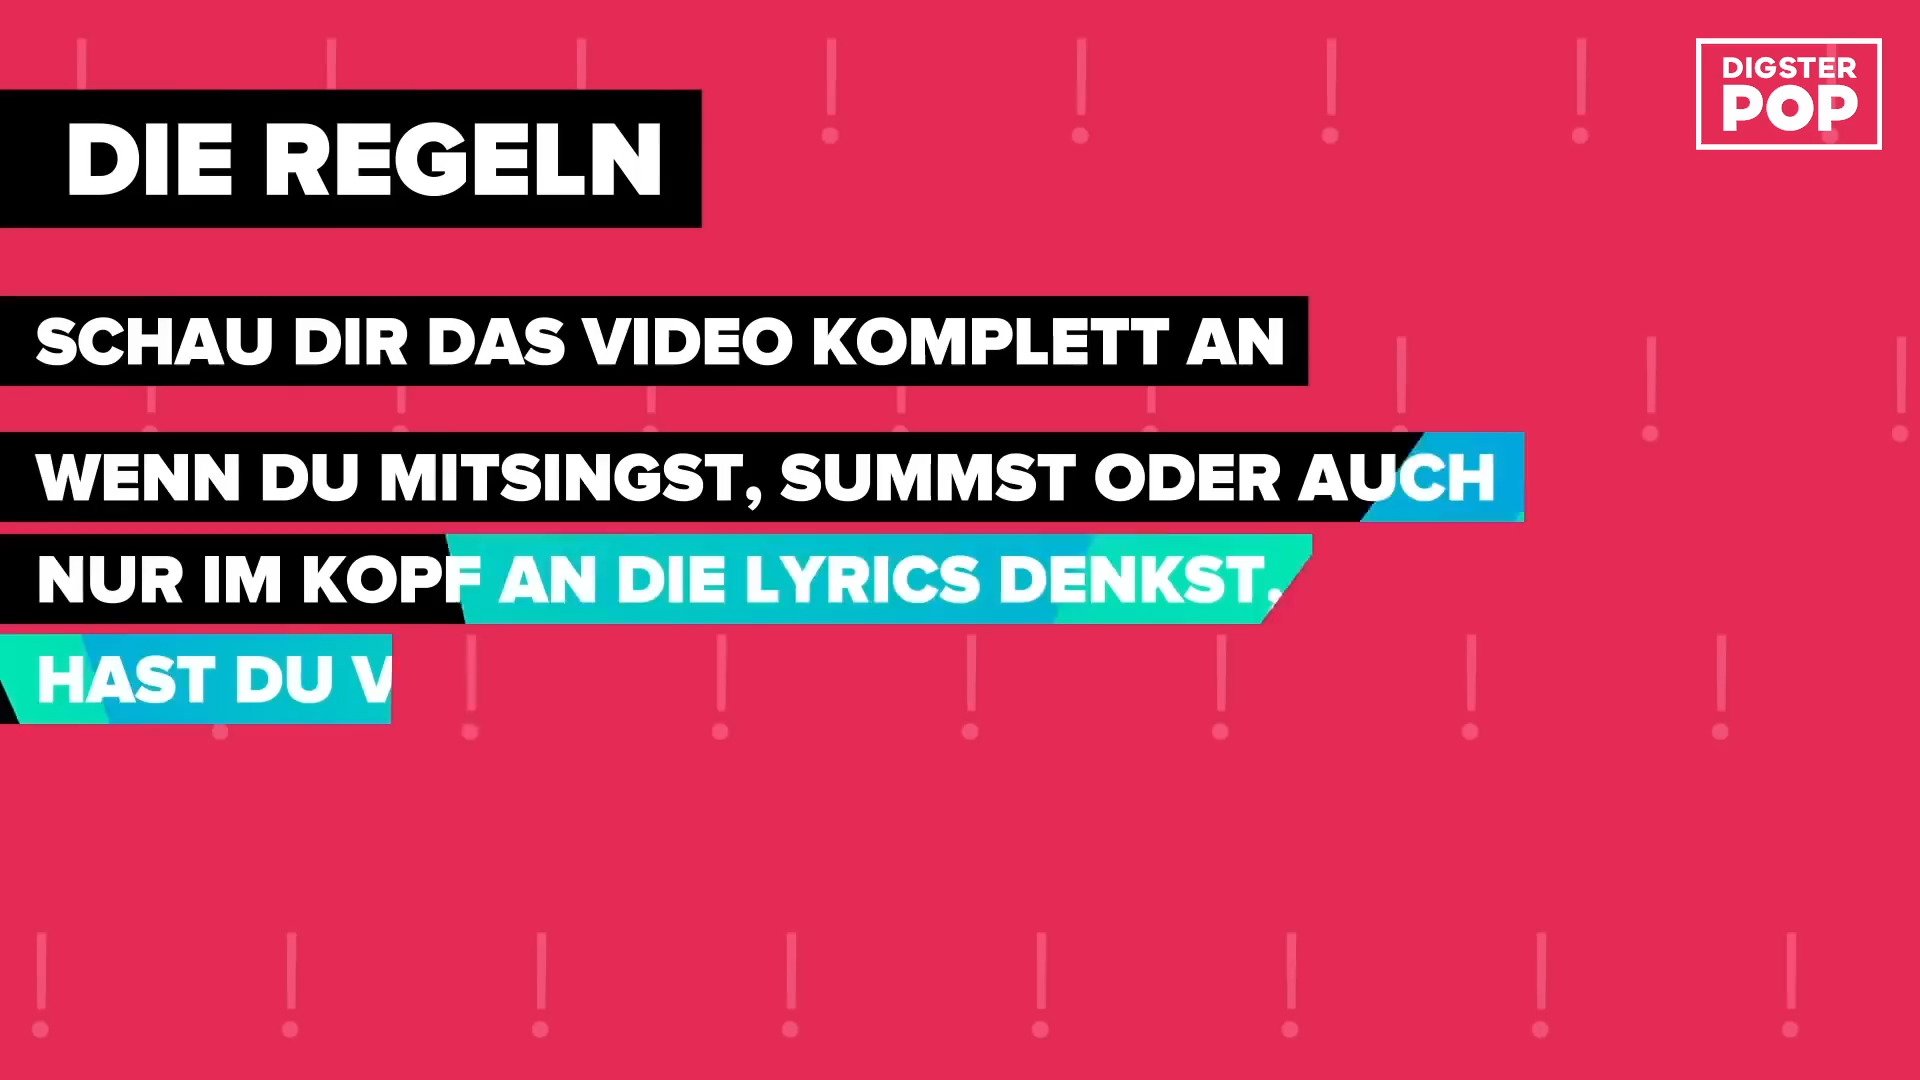 DIGSTER
POP
DIE REGELN
SCHAU DIR DAS VIDEO KOMPLETT AN
WENN DU MITSINGST, SUMMST ODER AUCH
NUR IM KOPF AN DIE LYRICS DENKST,
HAST DU V